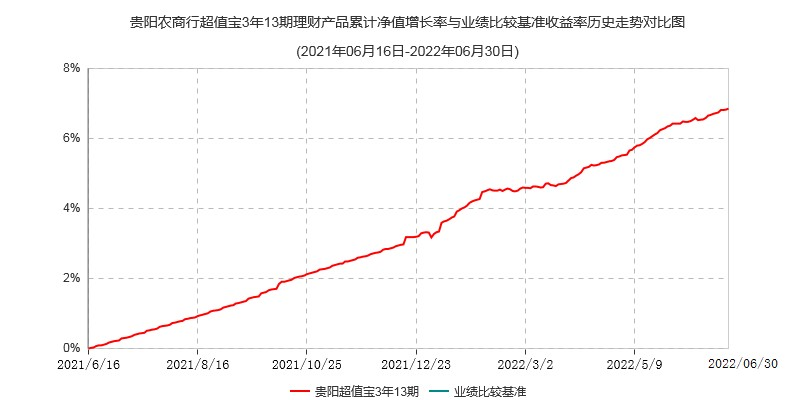 贵阳农商行超值宝3年13期理财产品累计净值增长率与业绩比较基准收益率历史走势对比图
(2021年06月16日-2022年06月30日)
8%
6%
4%
2%
0%
2021/6/16 2021/8/16 2021/10/25 2021/12/23 2022/3/2 2022/5/9 2022/06/30
贵阳超值宝3年13期 业绩比较基准